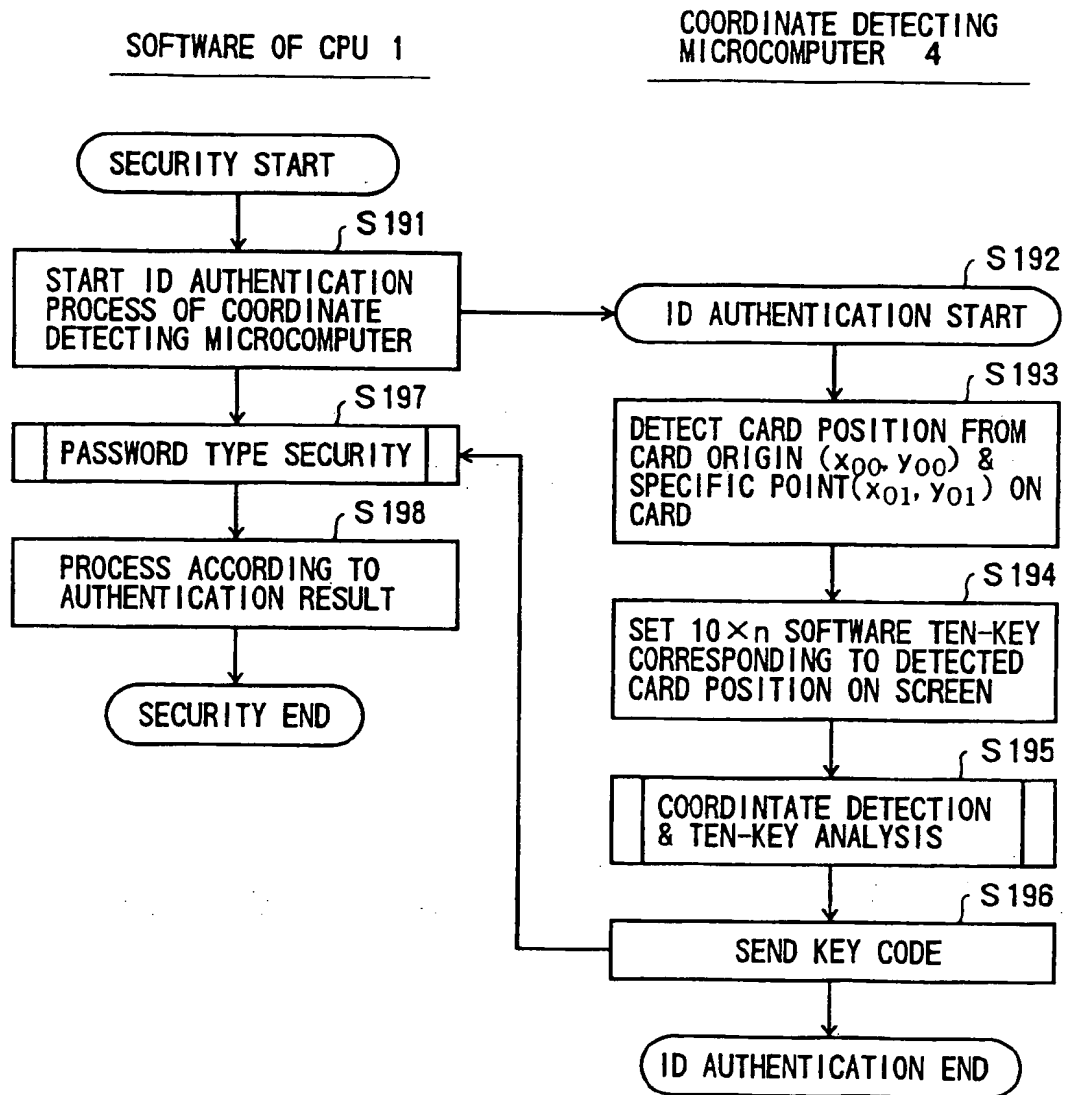 SOFTWARE OF CPU 1
SECURITY START
S191
START ID AUTHENTICATION
PROCESS OF COORDINATE
DETECTING MICROCOMPUTER
S197
PASSWORD TYPE SECURITY
S198
PROCESS ACCORDING TO
AUTHENTICATION RESULT
SECURITY END
COORDINATE DETECTING
MICROCOMPUTER 4
S192
ID AUTHENTICATION START
S193
DETECT CARD POSITION FROM
CARD ORIGIN (x00, y00) &
SPECIFIC POINT(x01, y01) ON
CARD
S194
SET 10×n SOFTWARE TEN-KEY
CORRESPONDING TO DETECTED
CARD POSITION ON SCREEN
S195
COORDINTATE DETECTION
& TEN-KEY ANALYSIS
S196
SEND KEY CODE
ID AUTHENTICATION END